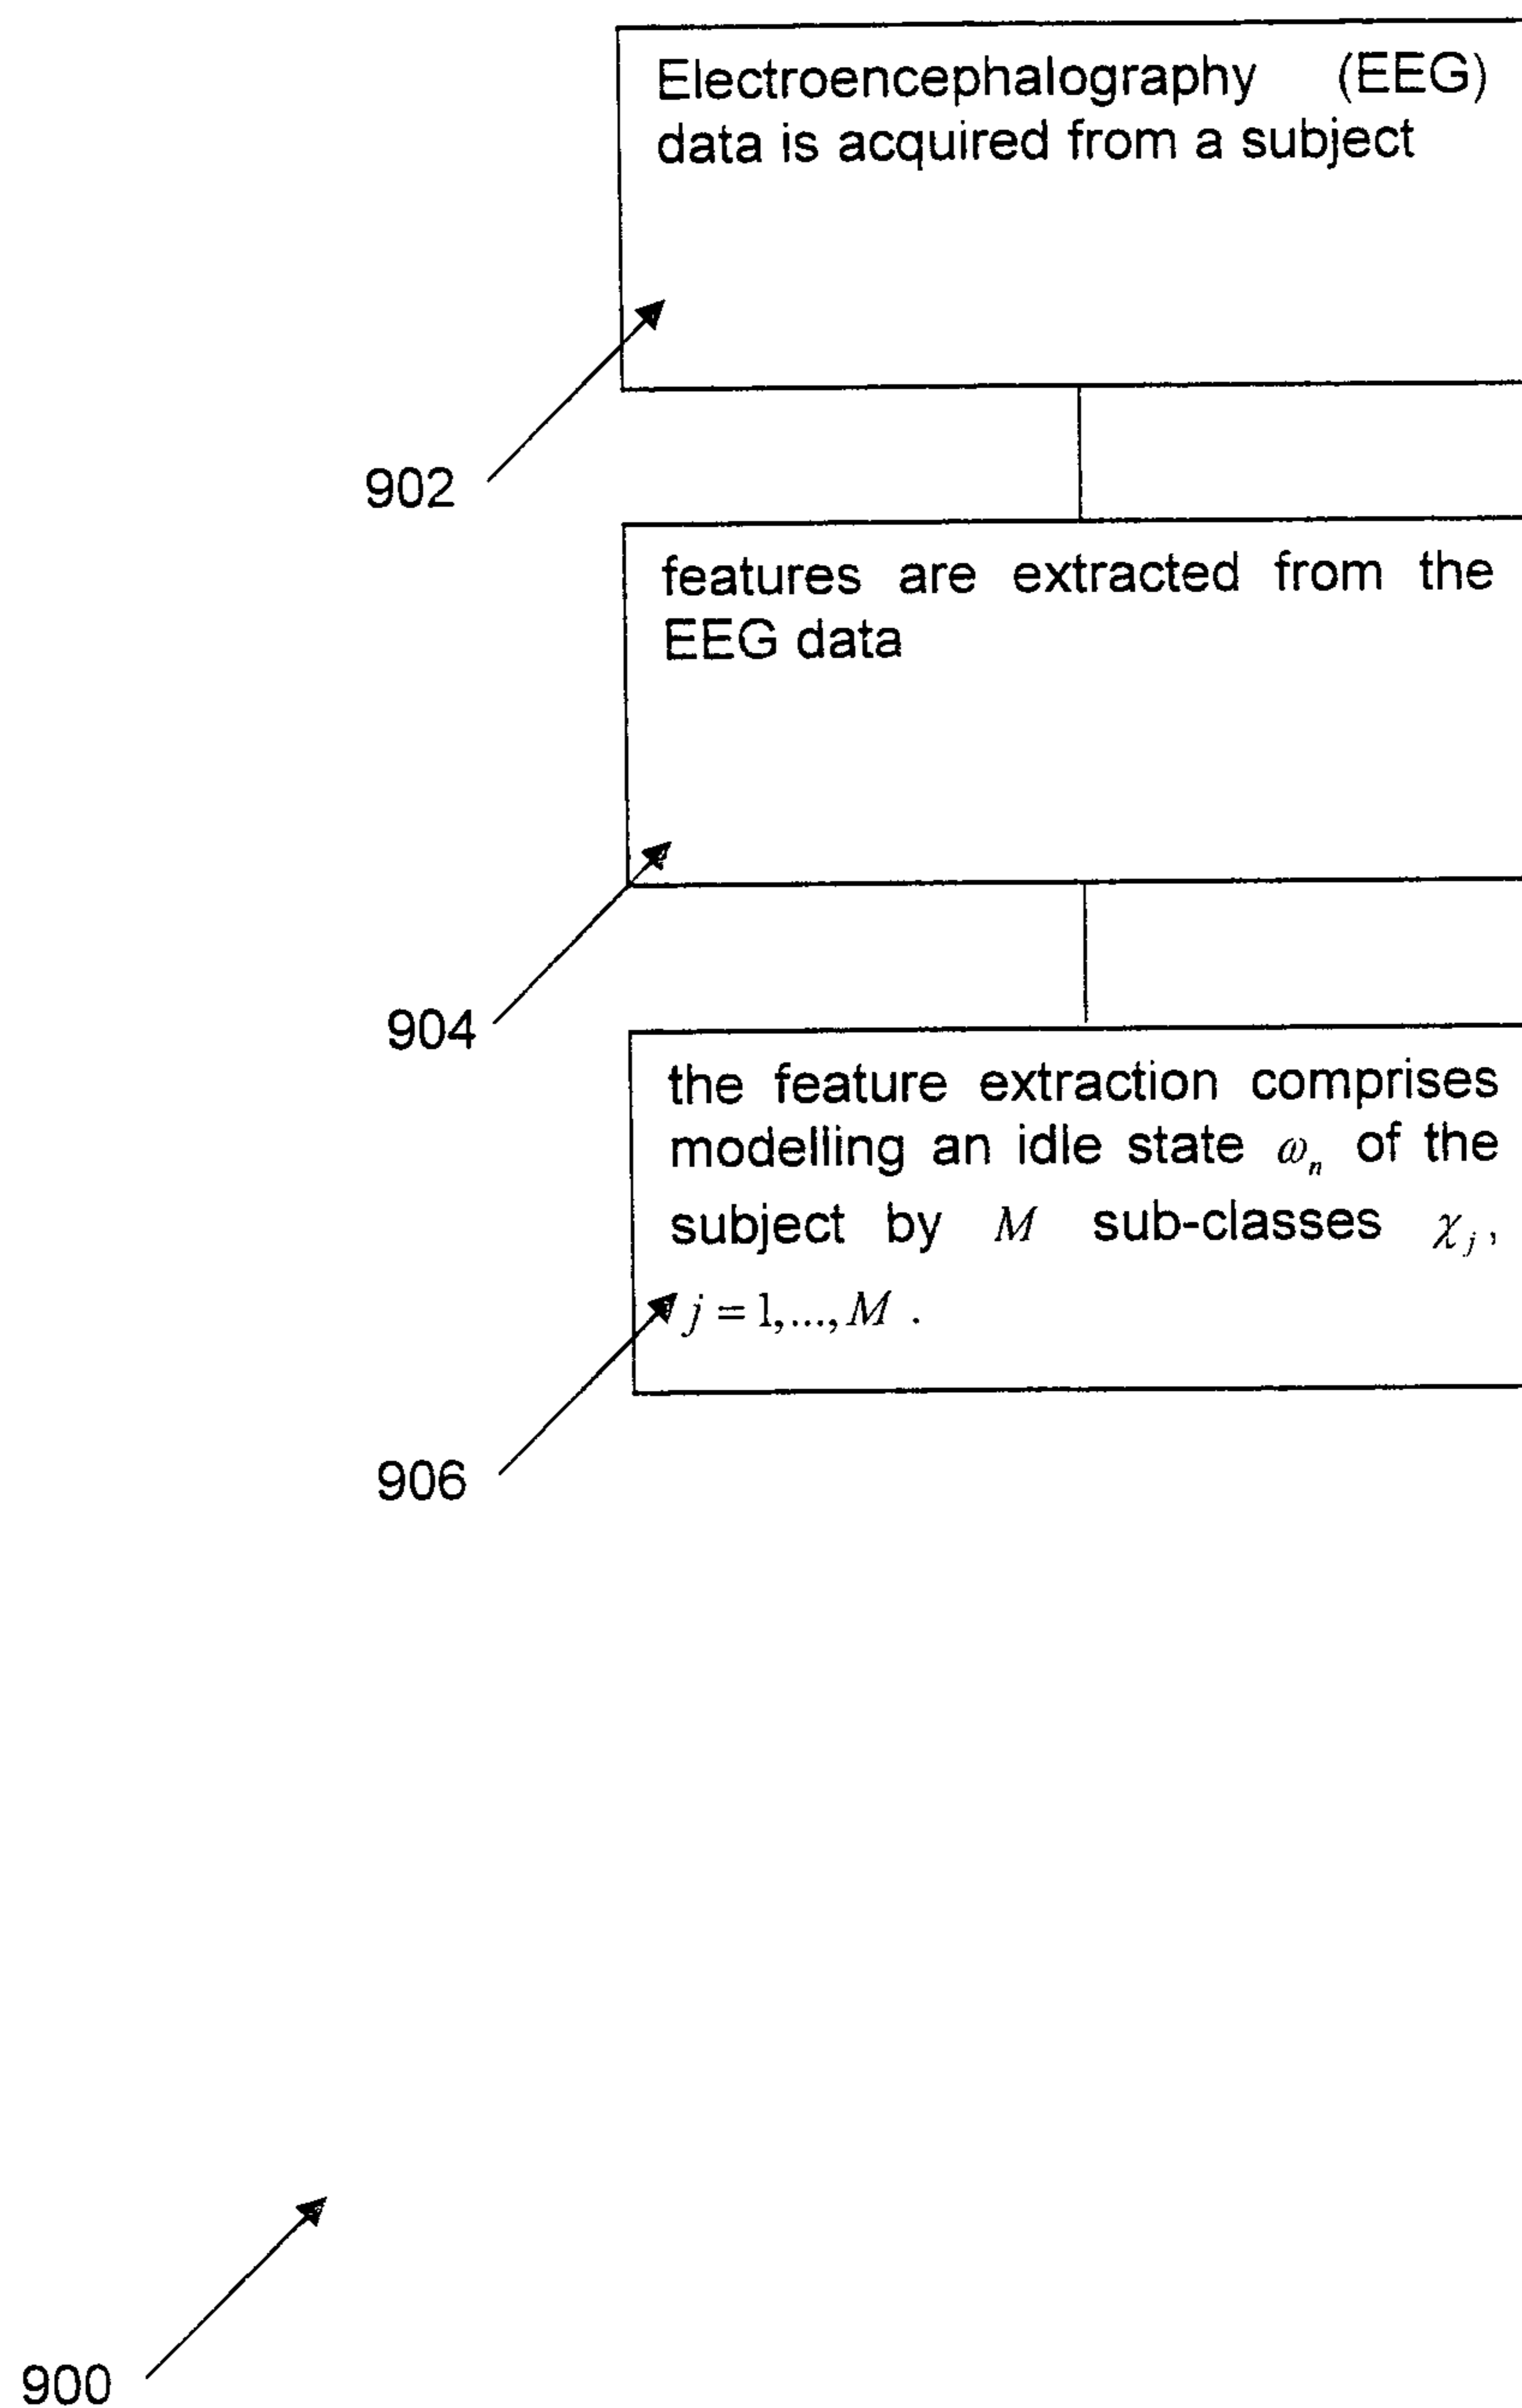 Electroencephalography (EEG)
data is acquired from a subject
902
features are extracted from the
EEG data
904
the feature extraction comprises
modelling an idle state ωₙ of the
subject by M sub-classes χⱼ,
j = 1,..., M .
906
900